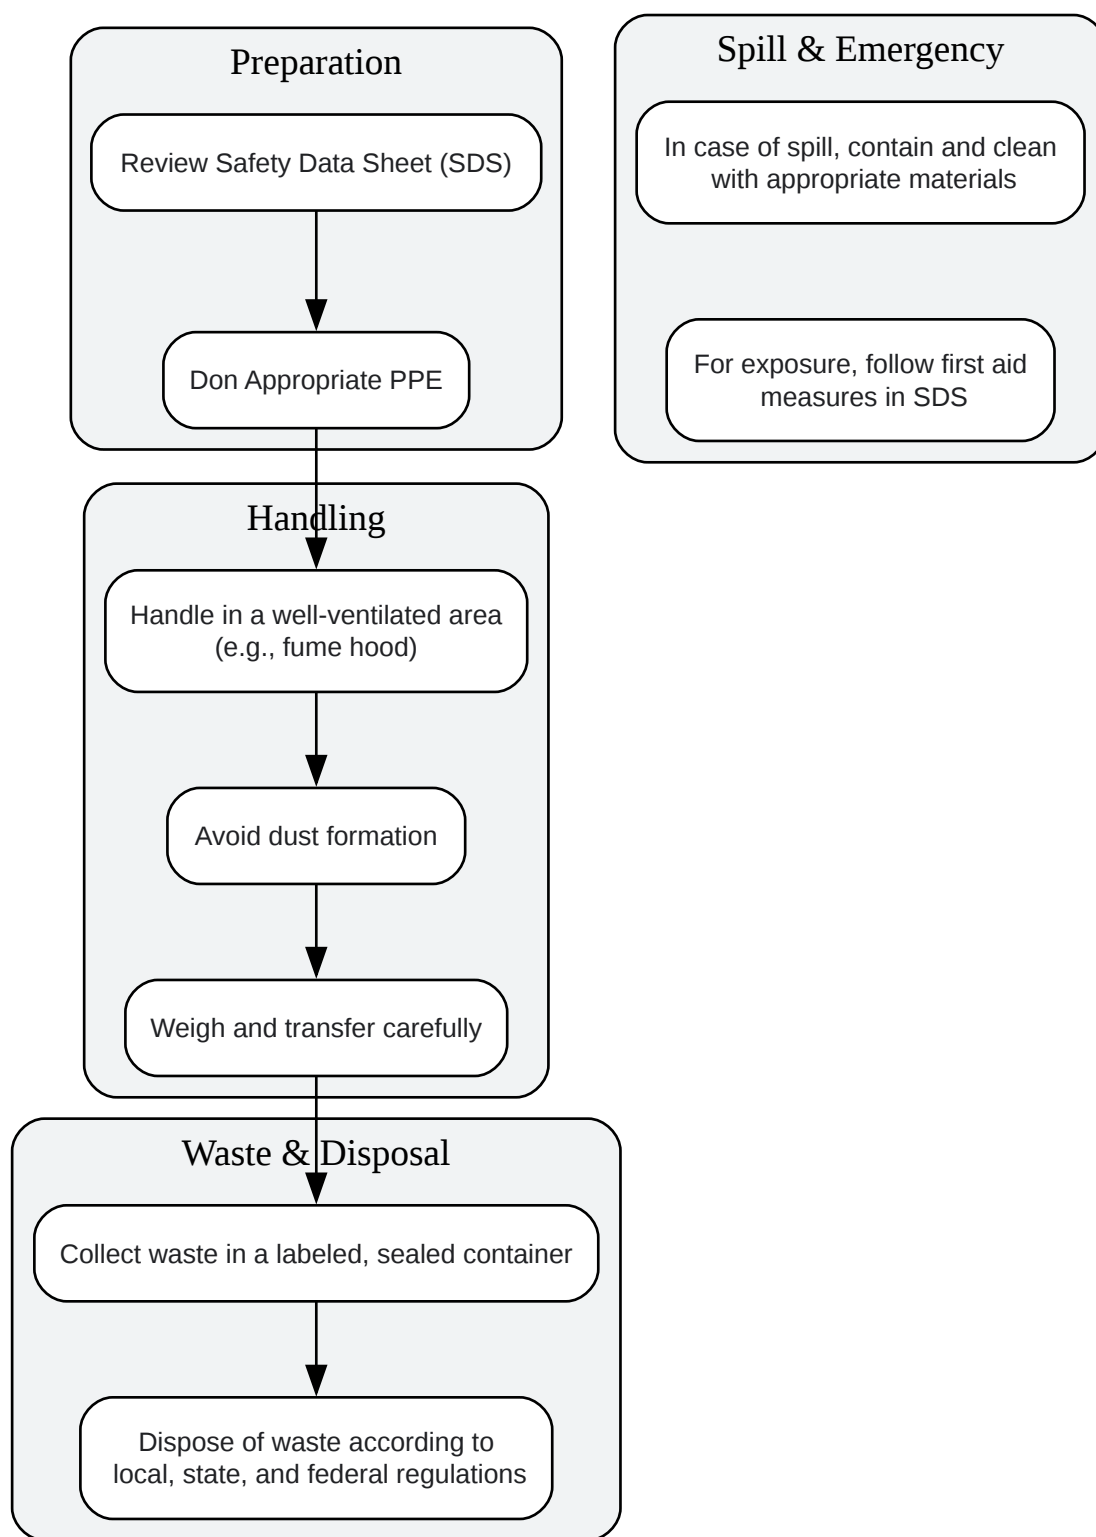 Preparation
Review Safety Data Sheet (SDS)
Don Appropriate PPE
Spill & Emergency
In case of spill, contain and clean
with appropriate materials
For exposure, follow first aid
measures in SDS
Handling
Handle in a well-ventilated area
(e.g., fume hood)
Avoid dust formation
Weigh and transfer carefully
Waste & Disposal
Collect waste in a labeled, sealed container
Dispose of waste according to
local, state, and federal regulations